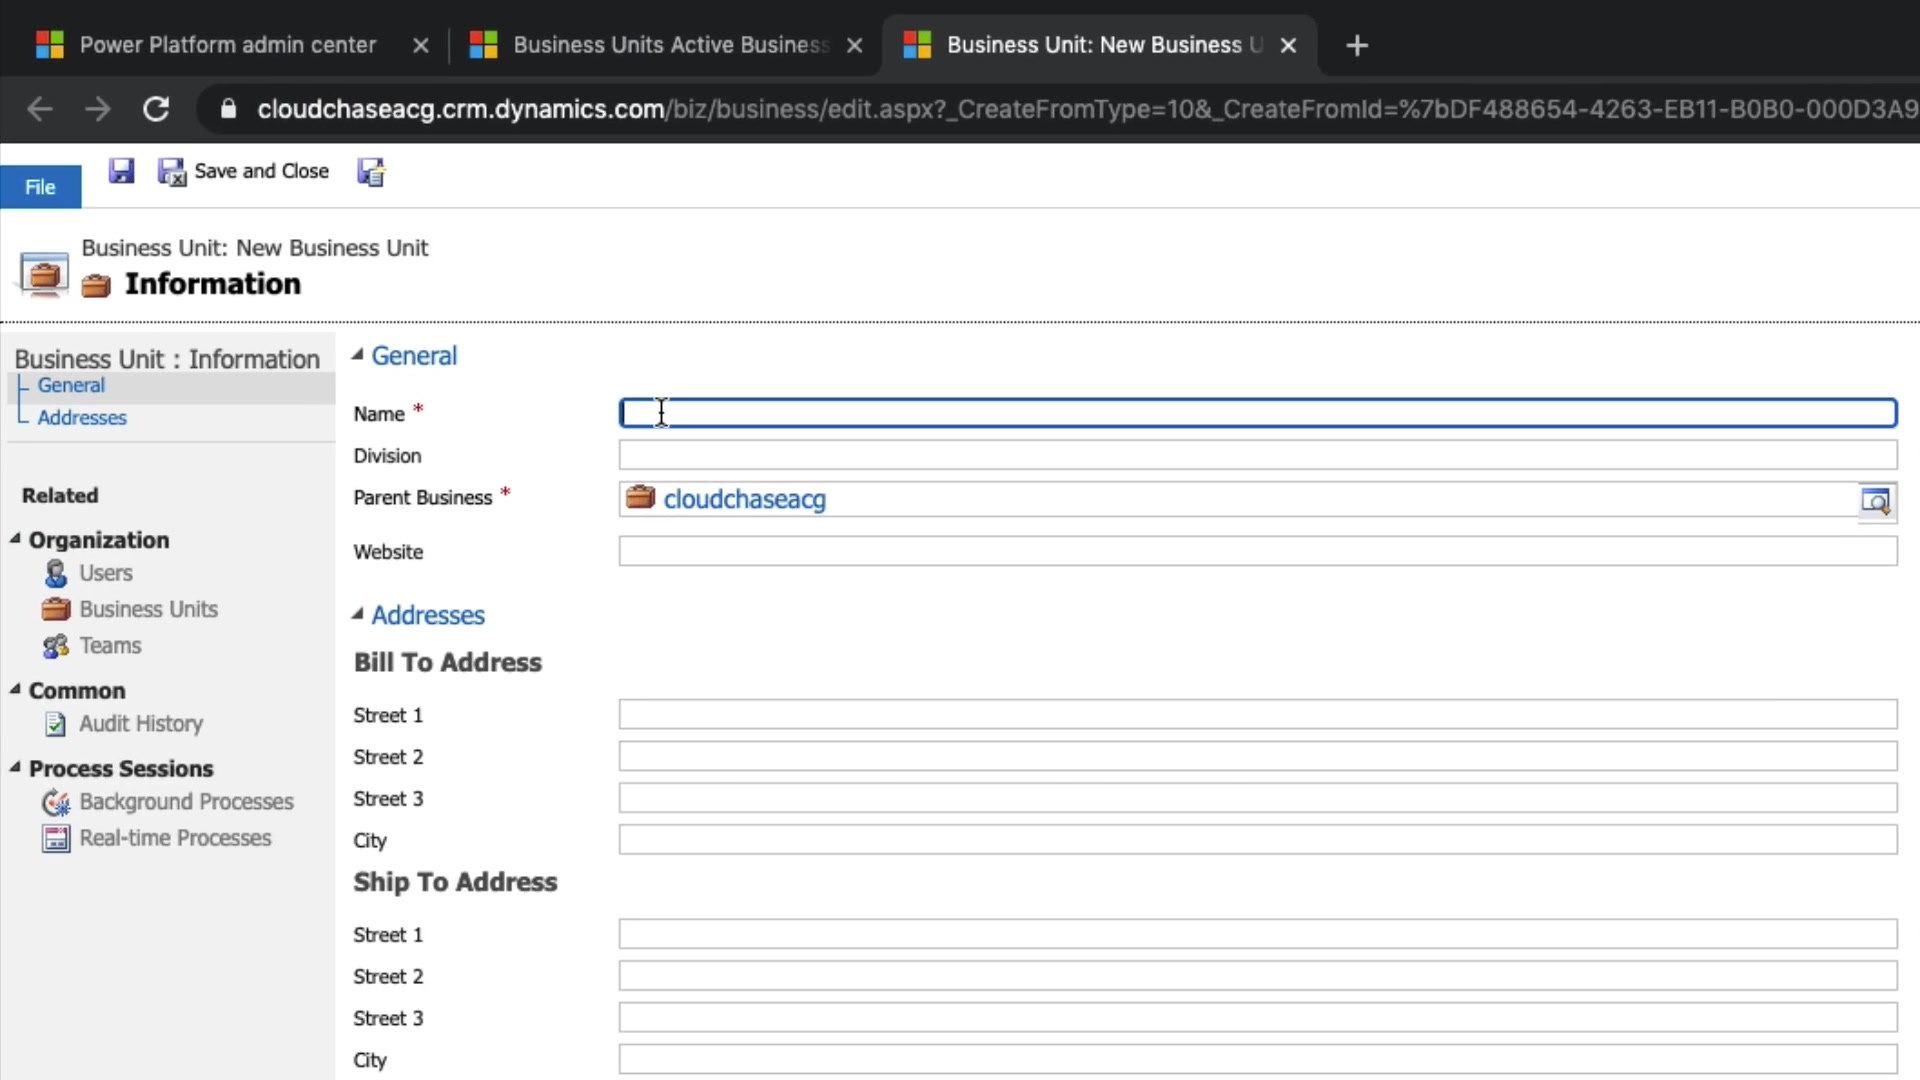 Power Platform admin center
Business Units Active Business
Business Unit: New Business U
cloudchaseacg.crm.dynamics.com/biz/business/edit.aspx?_CreateFromType=10&_CreateFromId=%7bDF488654-4263-EB11-B0B0-000D3A9
File
Save and Close
Business Unit: New Business Unit
Information
Business Unit : Information
General
Addresses
Related
Organization
Users
Business Units
Teams
Common
Audit History
Process Sessions
Background Processes
Real-time Processes
General
Name *
Division
Parent Business * cloudchaseacg
Website
Addresses
Bill To Address
Street 1
Street 2
Street 3
City
Ship To Address
Street 1
Street 2
Street 3
City